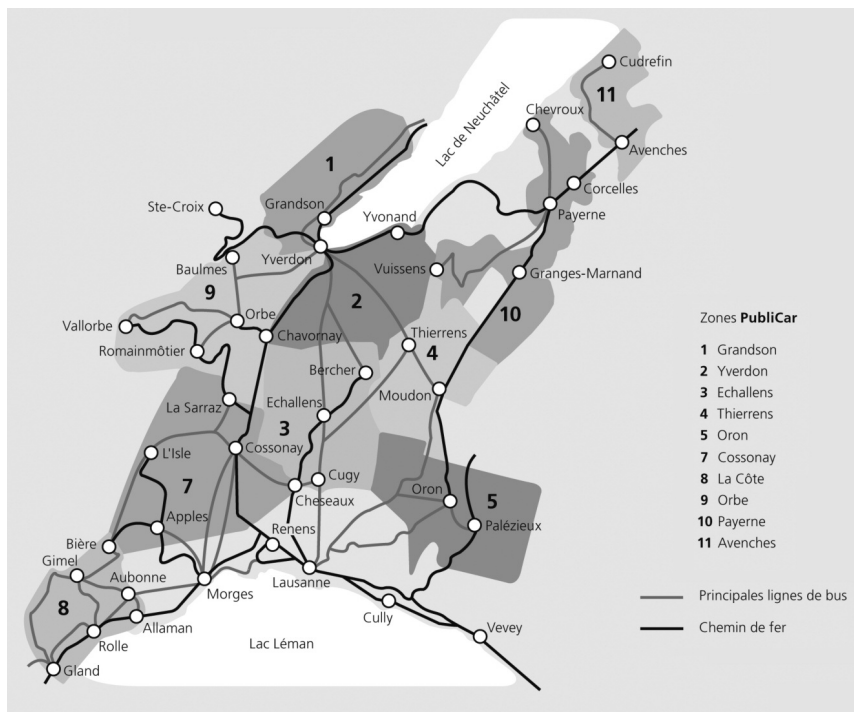 Cudrefin
11
Chevroux
Lac de Neuchâtel
Avenches
1
Corcelles
Ste-Croix
Grandson
Yvonand
Payerne
Yverdon
Baulmes
Vuissens
Granges-Marnand
9
2
10
Orbe
Vallorbe
Chavornay
Thierrens
Romainmôtier
4
Bercher
Moudon
La Sarraz
Echallens
3
L'Isle
Cossonay
Cugy
7
Cheseaux
Oron
5
Apples
Palézieux
Bière
Renens
Gimel
Aubonne
Lausanne
Morges
8
Allaman
Cully
Rolle
Vevey
Lac Léman
Gland
Zones PubliCar
1 Grandson
2 Yverdon
3 Echallens
4 Thierrens
5 Oron
7 Cossonay
8 La Côte
9 Orbe
10 Payerne
11 Avenches
Principales lignes de bus
Chemin de fer